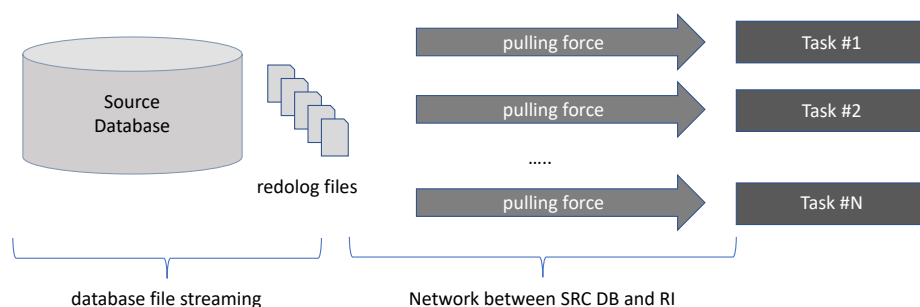 Source
Database
redolog files
pulling force
Task #1
pulling force
Task #2
.....
pulling force
Task #N
database file streaming
Network between SRC DB and RI